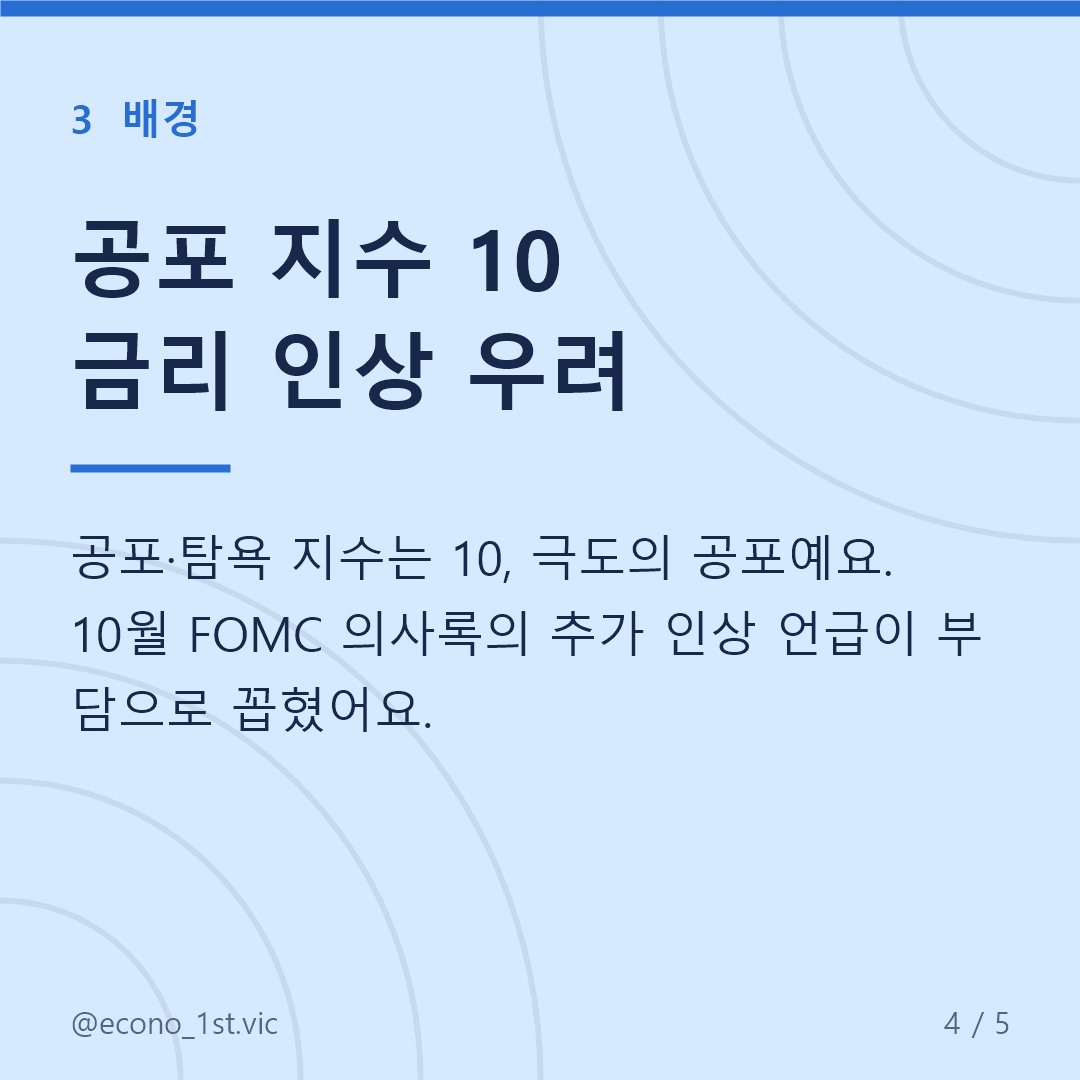 3 배경
공포 지수 10
금리 인상 우려
공포·탐욕 지수는 10, 극도의 공포예요.
10월 FOMC 의사록의 추가 인상 언급이 부
담으로 꼽혔어요.
@econo_1st.vic
4 / 5